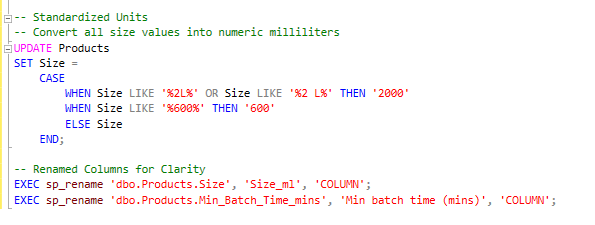 -- Standardized Units
-- Convert all size values into numeric milliliters
UPDATE Products
SET Size =
    CASE
        WHEN Size LIKE '%2L%' OR Size LIKE '%2 L%' THEN '2000'
        WHEN Size LIKE '%600%' THEN '600'
        ELSE Size
    END;
-- Renamed Columns for Clarity
EXEC sp_rename 'dbo.Products.Size', 'Size_ml', 'COLUMN';
EXEC sp_rename 'dbo.Products.Min_Batch_Time_mins', 'Min batch time (mins)', 'COLUMN';